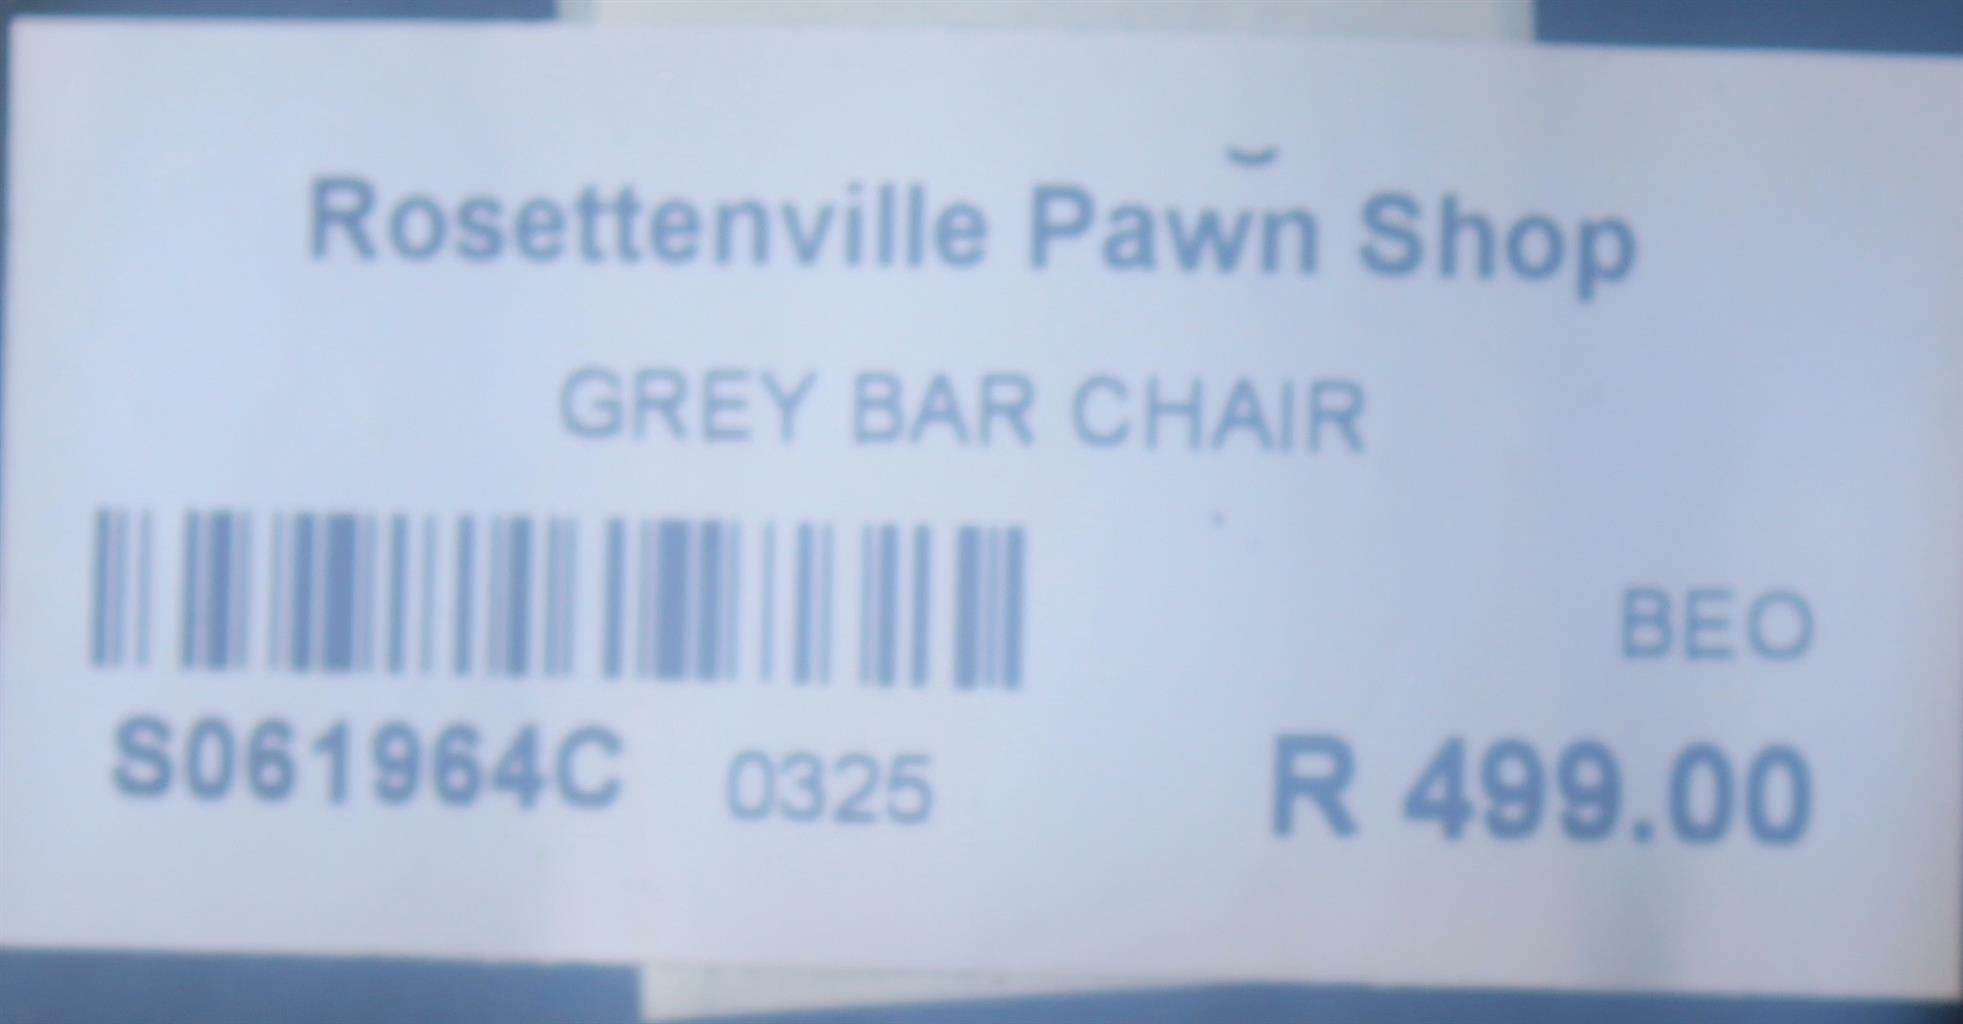 Rosettenville Pawn Shop
GREY BAR CHAIR
BEO
S061964C 0325 R 499.00